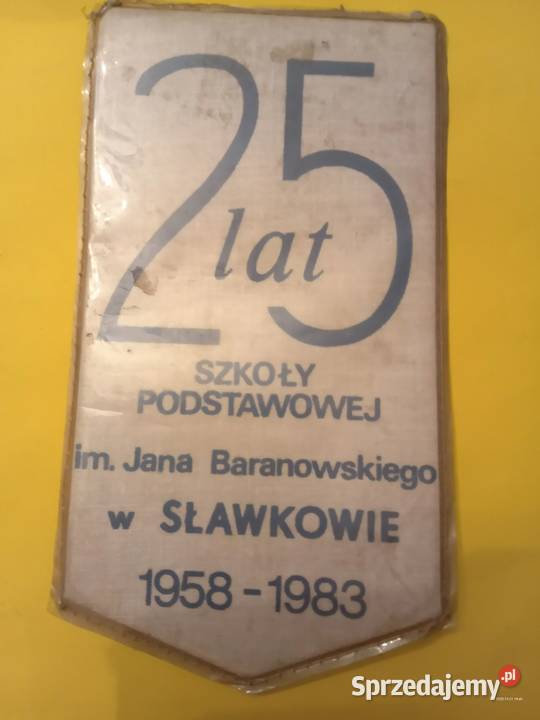 25
lat
SZKOŁY
PODSTAWOWEJ
im. Jana Baranowskiego
w SŁAWKOWIE
1958-1983
Sprzedajemy.pl